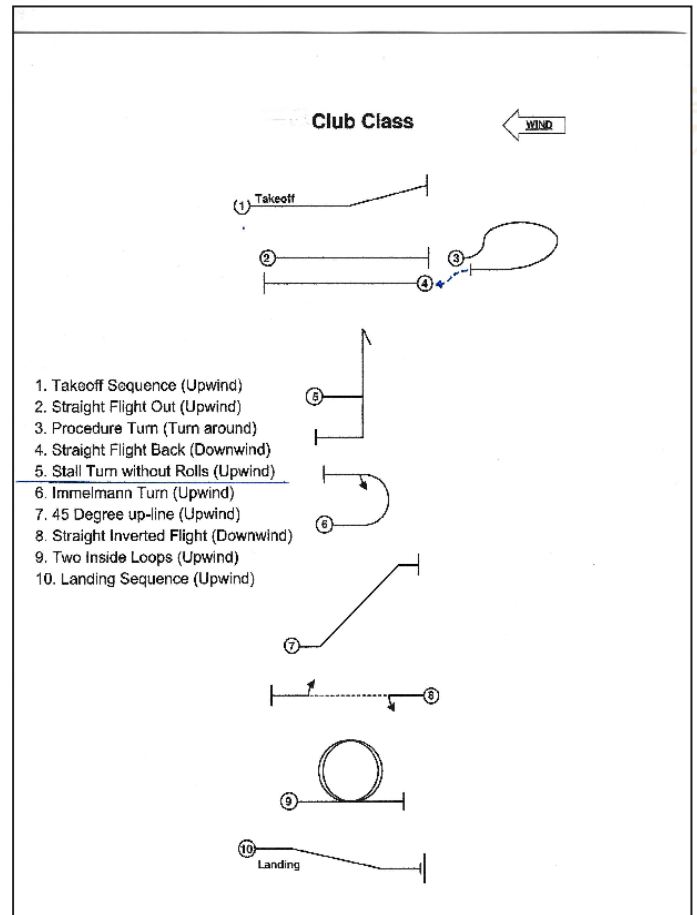 Club Class
WIND
1 Takeoff
2
3
4
5
1. Takeoff Sequence (Upwind)
2. Straight Flight Out (Upwind)
3. Procedure Turn (Turn around)
4. Straight Flight Back (Downwind)
5. Stall Turn without Rolls (Upwind)
6. Immelmann Turn (Upwind)
7. 45 Degree up-line (Upwind)
8. Straight Inverted Flight (Downwind)
9. Two Inside Loops (Upwind)
10. Landing Sequence (Upwind)
6
7
8
9
10
Landing